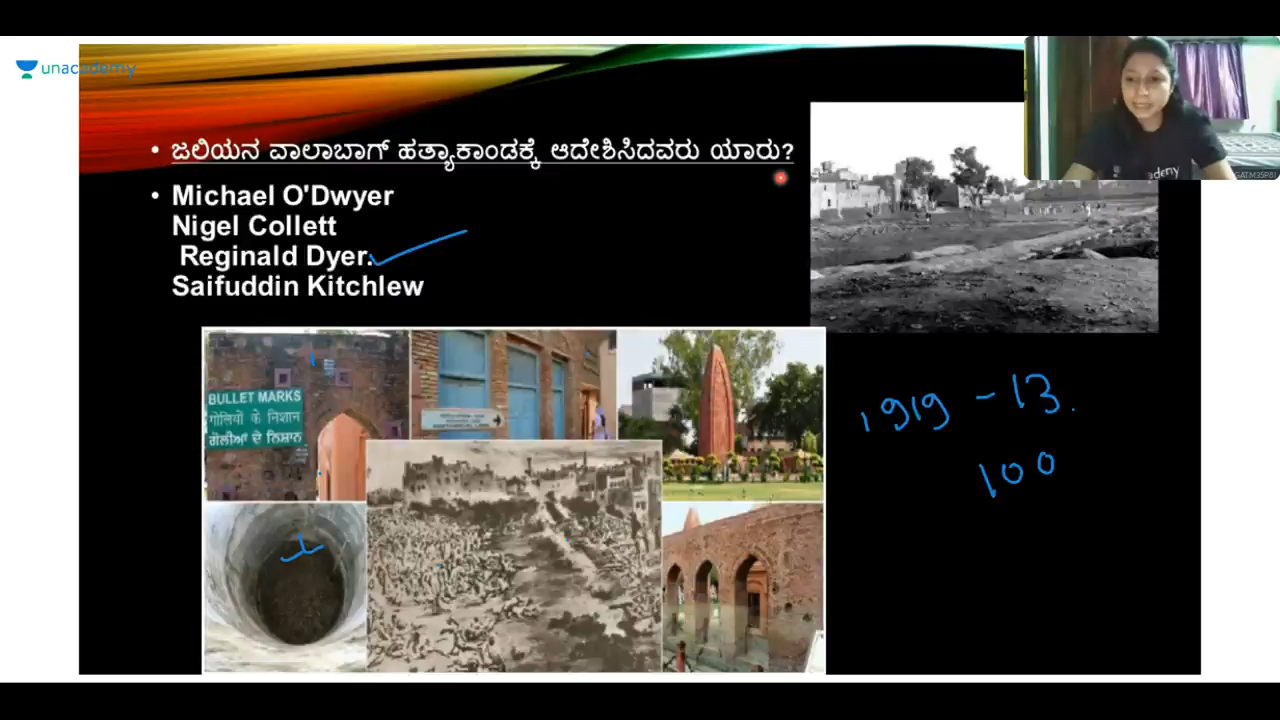 unacademy
ಜಲಿಯನ ವಾಲಾಬಾಗ್ ಹತ್ಯಾಕಾಂಡಕ್ಕೆ ಆದೇಶಿಸಿದವರು ಯಾರು?
Michael O'Dwyer
Nigel Collett
Reginald Dyer.
Saifuddin Kitchlew
BULLET MARKS
गोलियों के निशान
ਗੋਲੀਆਂ ਦੇ ਨਿਸ਼ਾਨ
1919 - 13.
100